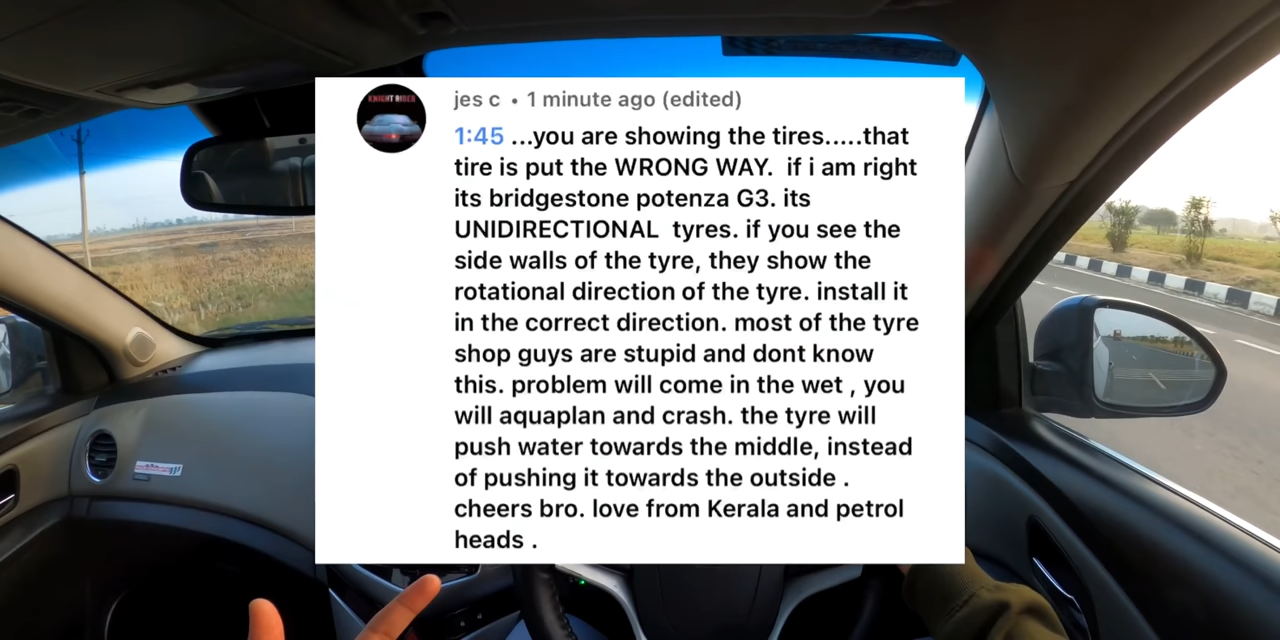 KNIGHT RIDER
jes c • 1 minute ago (edited)
1:45 ...you are showing the tires.....that
tire is put the WRONG WAY.  if i am right
its bridgestone potenza G3. its
UNIDIRECTIONAL  tyres. if you see the
side walls of the tyre, they show the
rotational direction of the tyre. install it
in the correct direction. most of the tyre
shop guys are stupid and dont know
this. problem will come in the wet , you
will aquaplan and crash. the tyre will
push water towards the middle, instead
of pushing it towards the outside .
cheers bro. love from Kerala and petrol
heads .